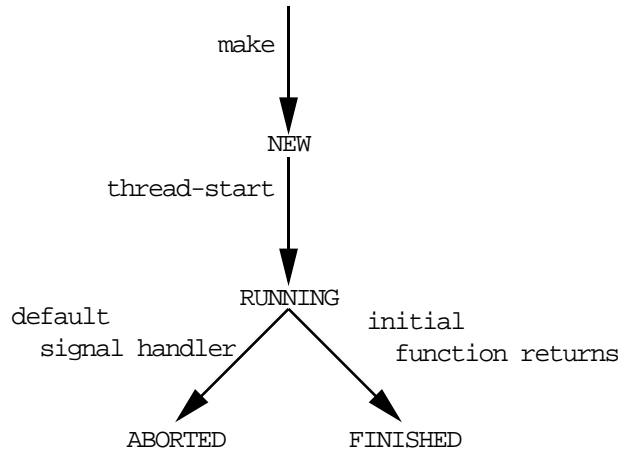 make
NEW
thread-start
RUNNING
default
signal handler
initial
function returns
ABORTED
FINISHED